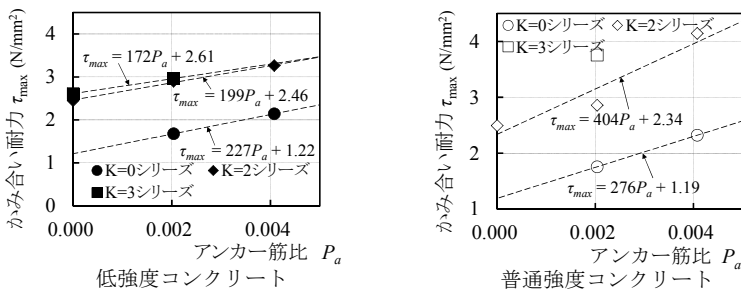 かみ合い耐力 τmax (N/mm²)
4
3
2
1
0
τmax = 172Pa + 2.61
τmax = 199Pa + 2.46
τmax = 227Pa + 1.22
K=0シリーズ
K=2シリーズ
K=3シリーズ
0.000
0.002
0.004
アンカー筋比 Pa
低強度コンクリート
かみ合い耐力 τmax (N/mm²)
4
3
2
1
K=0シリーズ
K=2シリーズ
K=3シリーズ
τmax = 404Pa + 2.34
τmax = 276Pa + 1.19
0.000
0.002
0.004
アンカー筋比 Pa
普通強度コンクリート